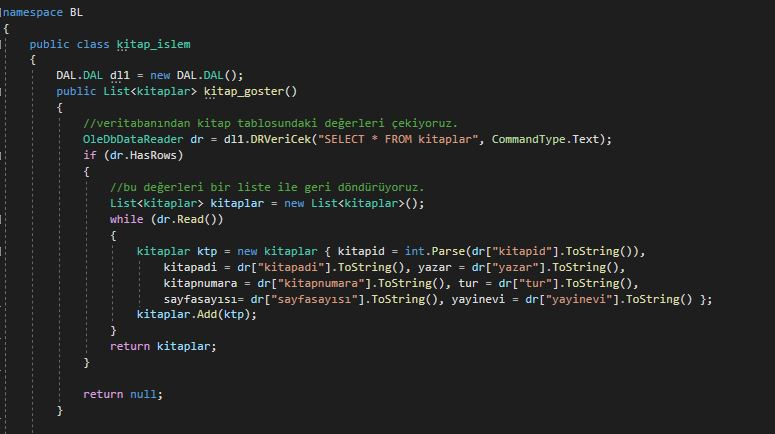 namespace BL
{
public class kitap_islem
{
DAL.DAL dl1 = new DAL.DAL();
public List<kitaplar> kitap_goster()
{
//veritabanından kitap tablosundaki değerleri çekiyoruz.
OleDbDataReader dr = dl1.DRVeriCek("SELECT * FROM kitaplar", CommandType.Text);
if (dr.HasRows)
{
//bu değerleri bir liste ile geri döndürüyoruz.
List<kitaplar> kitaplar = new List<kitaplar>();
while (dr.Read())
{
kitaplar ktp = new kitaplar { kitapid = int.Parse(dr["kitapid"].ToString()),
kitapadi = dr["kitapadi"].ToString(), yazar = dr["yazar"].ToString(),
kitapnumara = dr["kitapnumara"].ToString(), tur = dr["tur"].ToString(),
sayfasayısı= dr["sayfasayısı"].ToString(), yayinevi = dr["yayinevi"].ToString() };
kitaplar.Add(ktp);
}
return kitaplar;
}
return null;
}